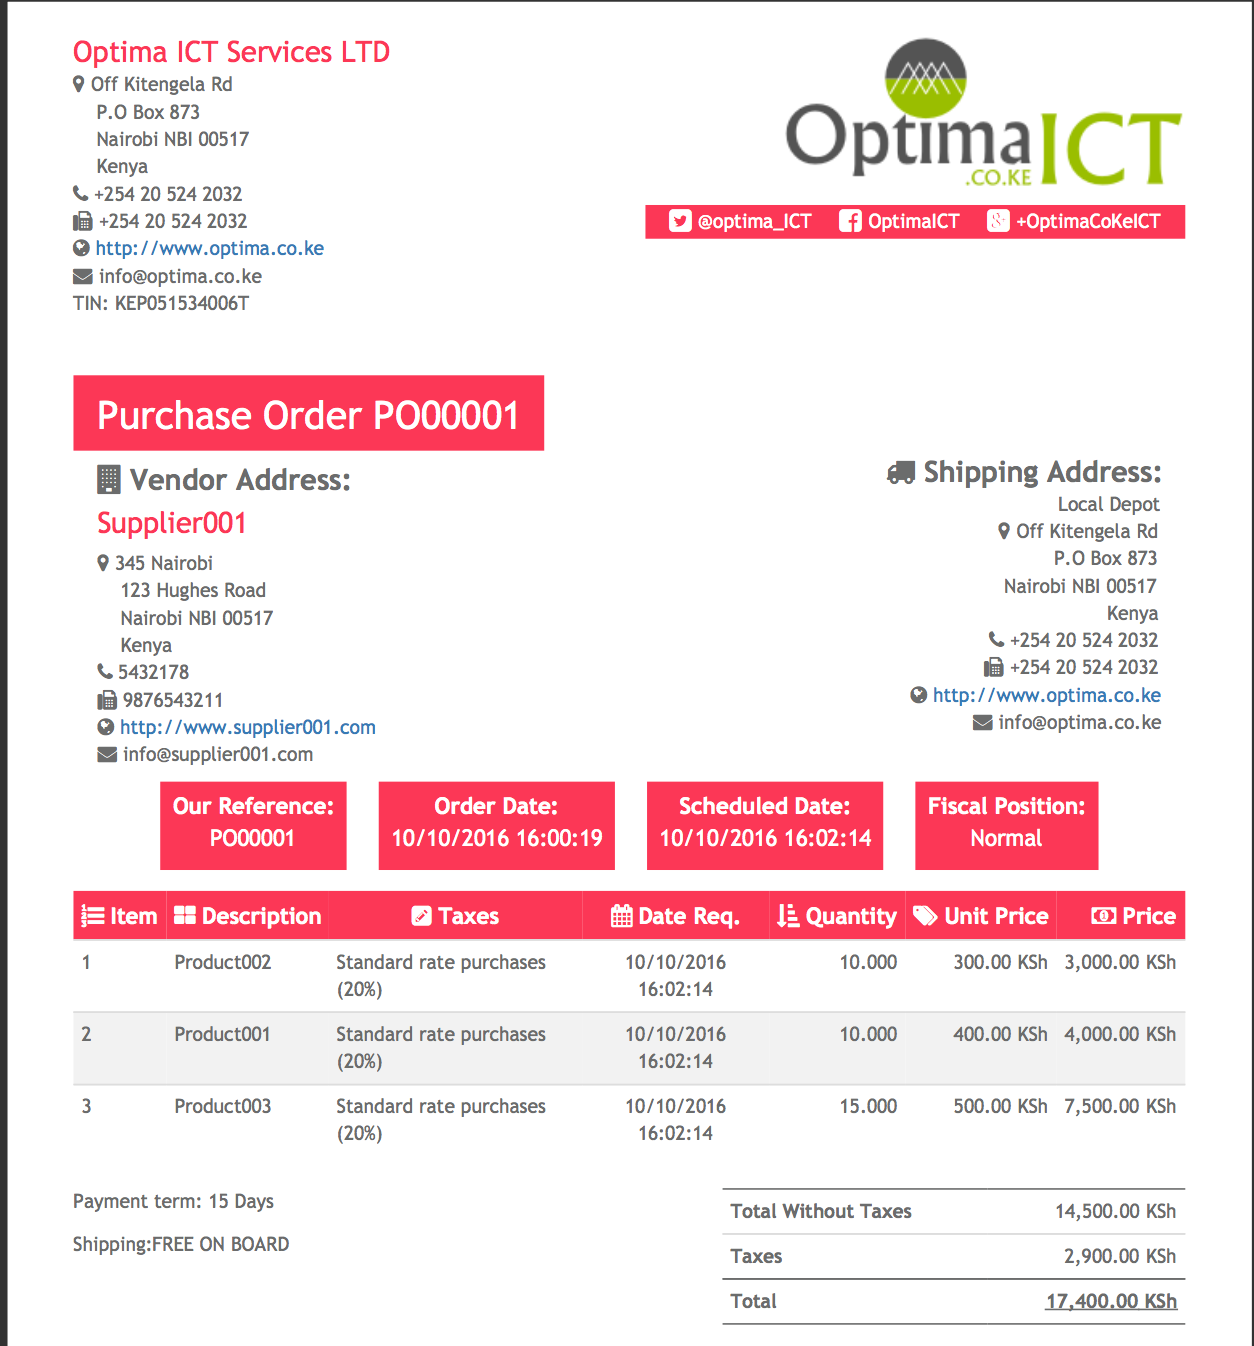 Optima ICT Services LTD
Off Kitengela Rd
P.O Box 873
Nairobi NBI 00517
Kenya
+254 20 524 2032
+254 20 524 2032
http://www.optima.co.ke
info@optima.co.ke
TIN: KEP051534006T
OptimaICT
.CO.KE
@optima_ICT OptimaICT +OptimaCoKeICT
Purchase Order PO00001
Vendor Address:
Supplier001
345 Nairobi
123 Hughes Road
Nairobi NBI 00517
Kenya
5432178
9876543211
http://www.supplier001.com
info@supplier001.com
Shipping Address:
Local Depot
Off Kitengela Rd
P.O Box 873
Nairobi NBI 00517
Kenya
+254 20 524 2032
+254 20 524 2032
http://www.optima.co.ke
info@optima.co.ke
Our Reference:
PO00001
Order Date:
10/10/2016 16:00:19
Scheduled Date:
10/10/2016 16:02:14
Fiscal Position:
Normal
Item Description Taxes Date Req. Quantity Unit Price Price
1 Product002 Standard rate purchases 10/10/2016 10.000 300.00 KSh 3,000.00 KSh
(20%) 16:02:14
2 Product001 Standard rate purchases 10/10/2016 10.000 400.00 KSh 4,000.00 KSh
(20%) 16:02:14
3 Product003 Standard rate purchases 10/10/2016 15.000 500.00 KSh 7,500.00 KSh
(20%) 16:02:14
Payment term: 15 Days
Shipping:FREE ON BOARD
Total Without Taxes 14,500.00 KSh
Taxes 2,900.00 KSh
Total 17,400.00 KSh